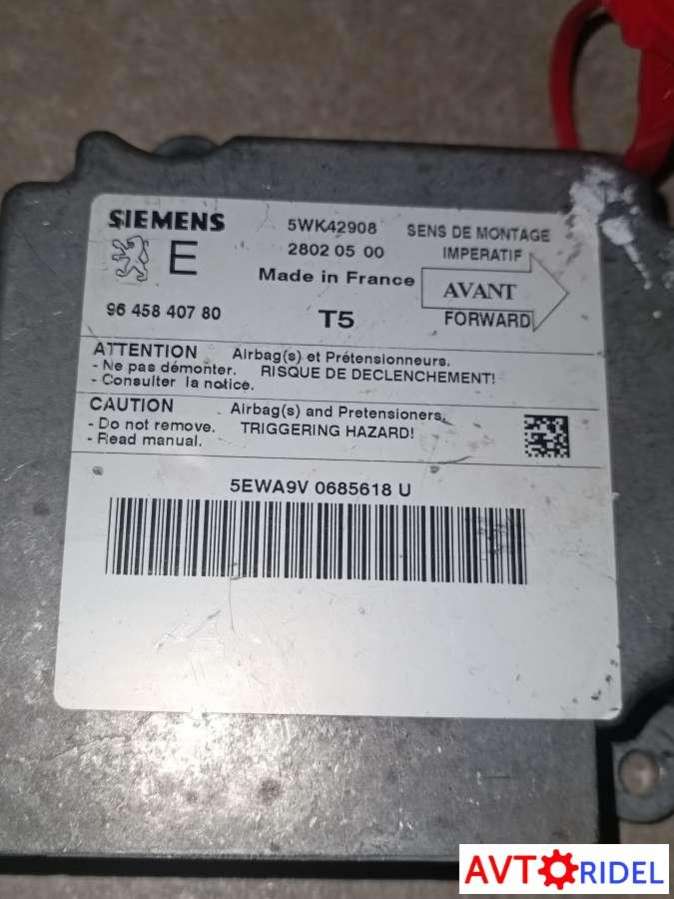 SIEMENS
5WK42908
SENS DE MONTAGE
E
2802 05 00
IMPERATIF
Made in France
AVANT
96 458 407 80
T5
FORWARD
ATTENTION Airbag(s) et Prétensionneurs.
- Ne pas démonter. RISQUE DE DECLENCHEMENT!
- Consulter la notice.
CAUTION Airbag(s) and Pretensioners.
- Do not remove. TRIGGERING HAZARD!
- Read manual.
5EWA9V 0685618 U
AVTORIDEL